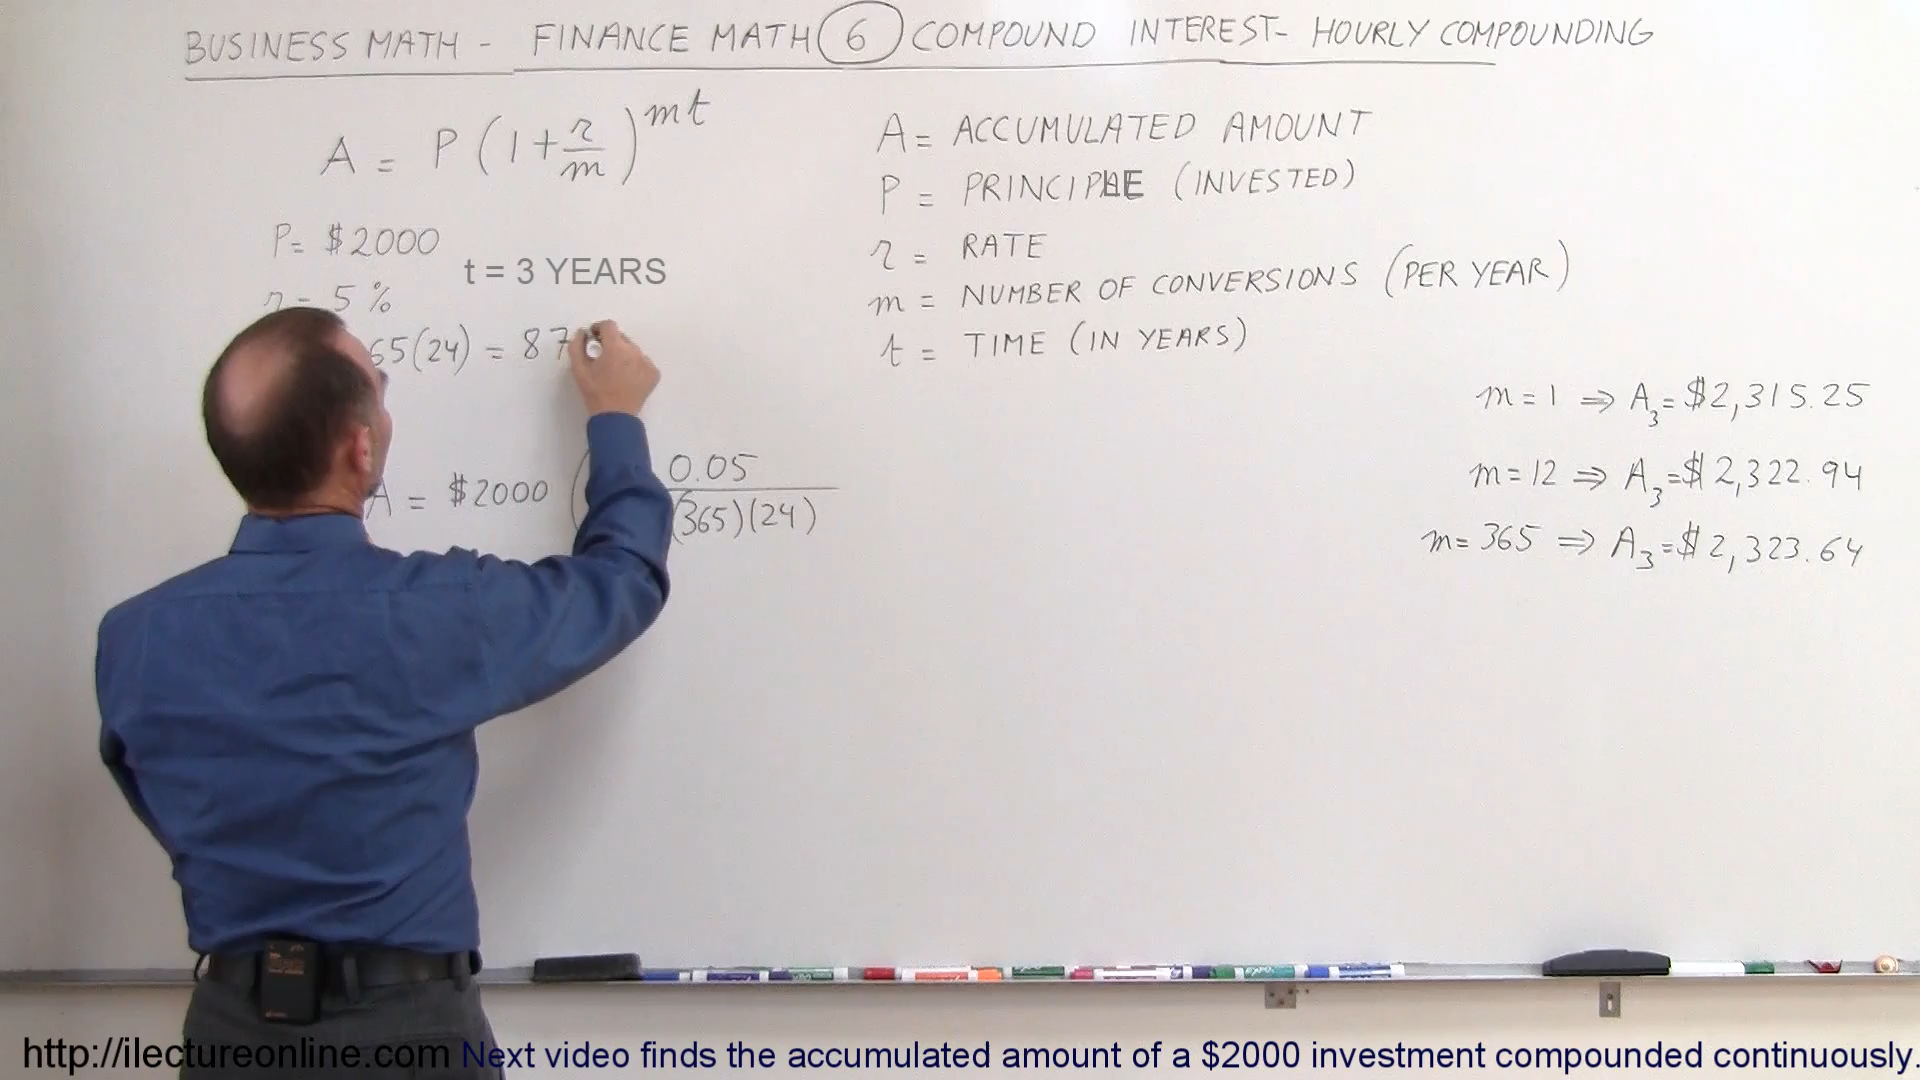 BUSINESS MATH - FINANCE MATH 6 COMPOUND INTEREST- HOURLY COMPOUNDING
A = P (1 + r/m)^mt
A = ACCUMULATED AMOUNT
P = PRINCIPLE (INVESTED)
r = RATE
m = NUMBER OF CONVERSIONS (PER YEAR)
t = TIME (IN YEARS)
P = $2000
t = 3 YEARS
r = 5%
65(24) = 87
A = $2000 ( 0.05 / (365)(24)
m = 1 ⇒ A3 = $2,315.25
m = 12 ⇒ A3 = $2,322.94
m = 365 ⇒ A3 = $2,323.64
http://ilectureonline.com Next video finds the accumulated amount of a $2000 investment compounded continuously.